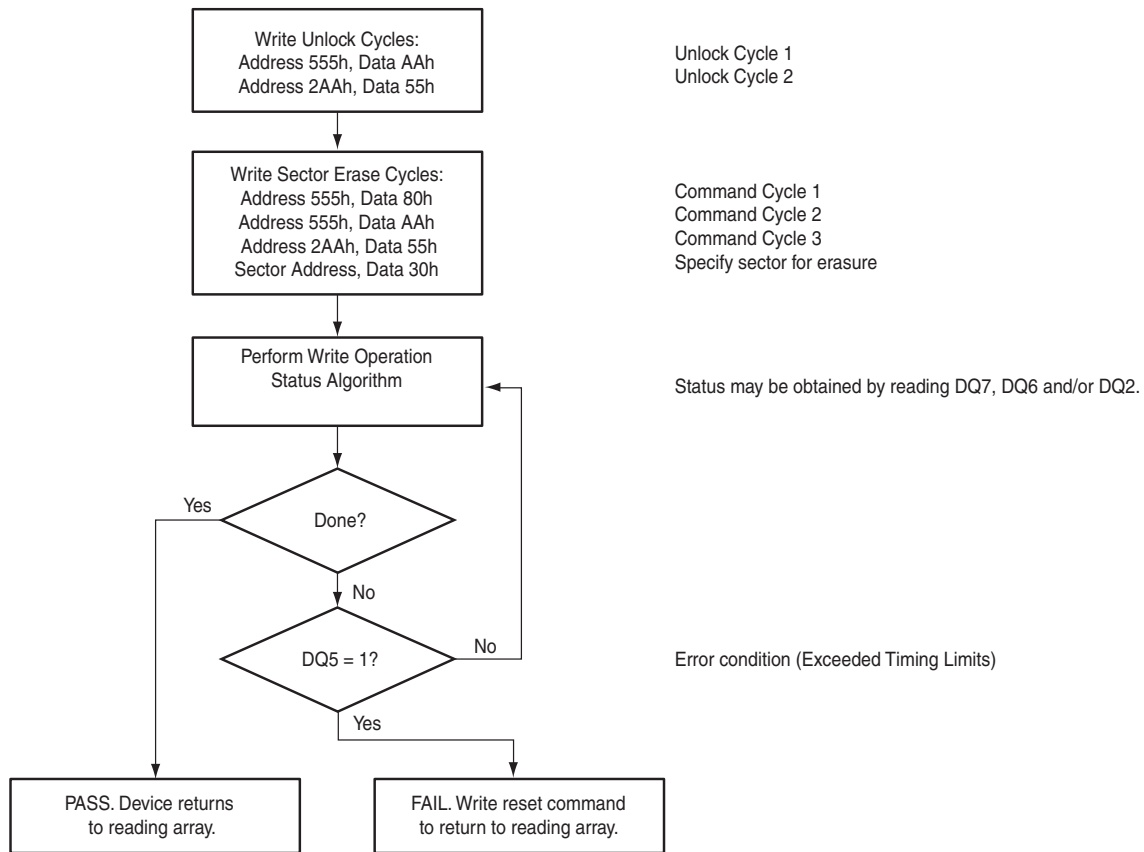 Write Unlock Cycles:
Address 555h, Data AAh
Address 2AAh, Data 55h
Unlock Cycle 1
Unlock Cycle 2
Write Sector Erase Cycles:
Address 555h, Data 80h
Address 555h, Data AAh
Address 2AAh, Data 55h
Sector Address, Data 30h
Command Cycle 1
Command Cycle 2
Command Cycle 3
Specify sector for erasure
Perform Write Operation
Status Algorithm
Status may be obtained by reading DQ7, DQ6 and/or DQ2.
Yes
Done?
No
DQ5 = 1?
No
Error condition (Exceeded Timing Limits)
Yes
PASS. Device returns
to reading array.
FAIL. Write reset command
to return to reading array.